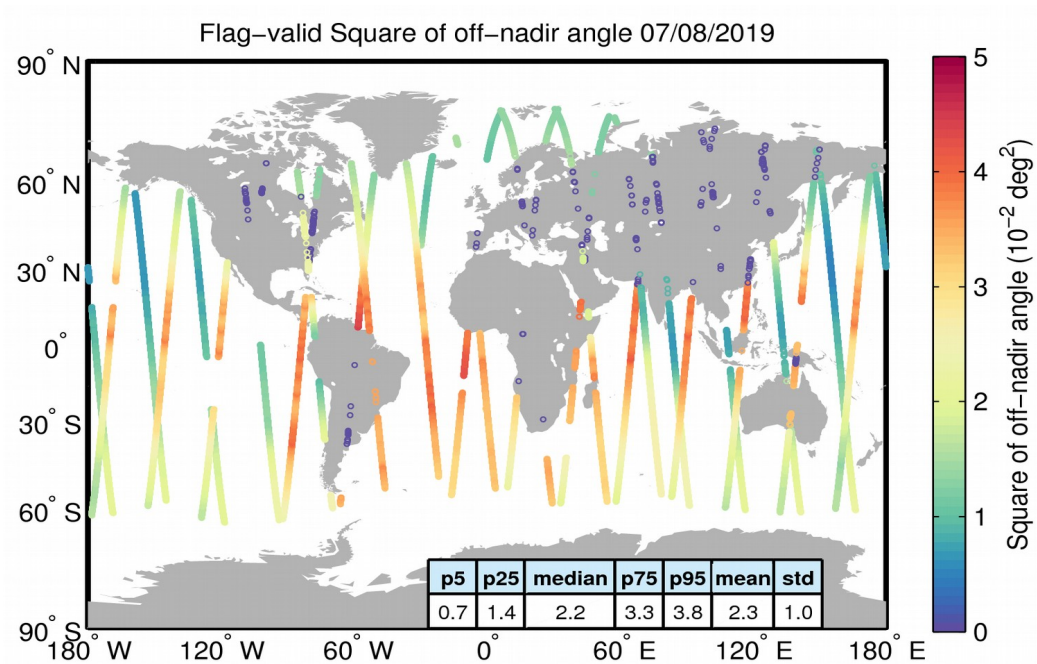 Flag-valid Square of off-nadir angle 07/08/2019
90° N
60° N
30° N
0°
30° S
60° S
90° S
180° W
120° W
60° W
0°
60° E
120° E
180° E
p5 p25 median p75 p95 mean std
0.7 1.4 2.2 3.3 3.8 2.3 1.0
5
4
3
2
1
0
Square of off-nadir angle (10⁻² deg²)